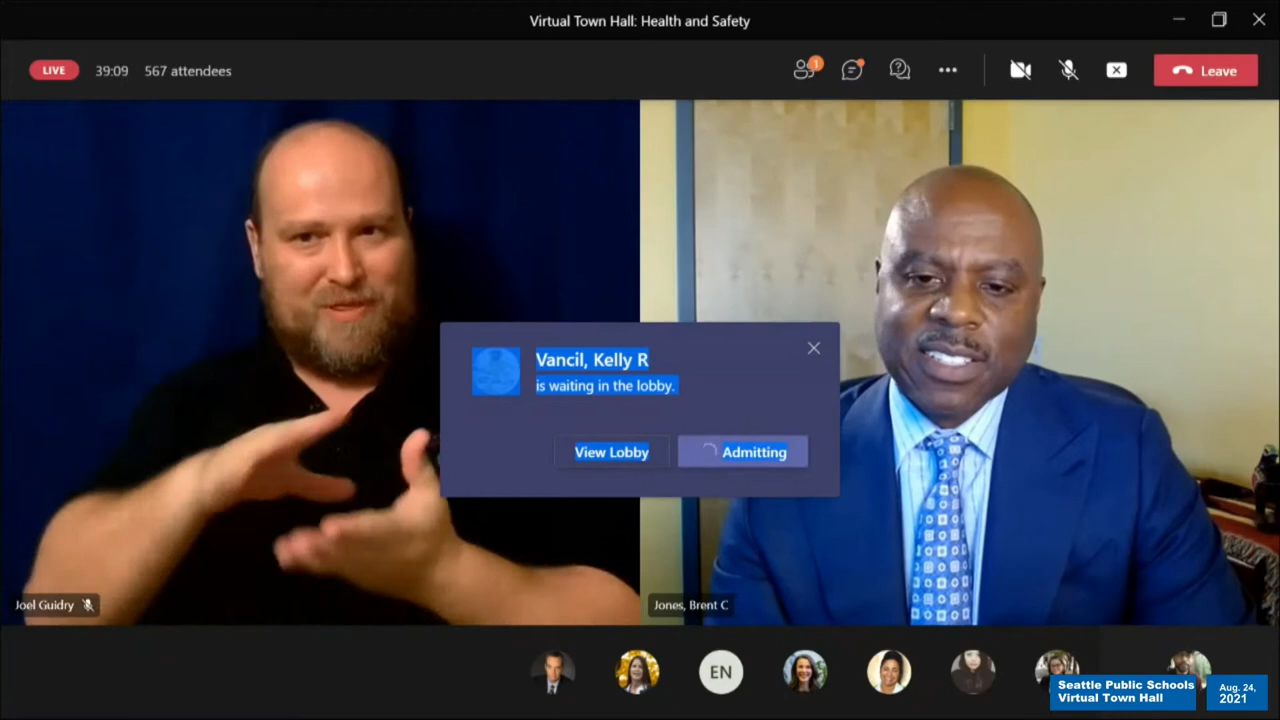 Virtual Town Hall: Health and Safety
LIVE 39:09 567 attendees
1
Leave
Vancil, Kelly R
is waiting in the lobby.
View Lobby Admitting
Joel Guidry
Jones, Brent C
EN
Seattle Public Schools
Virtual Town Hall
Aug. 24,
2021